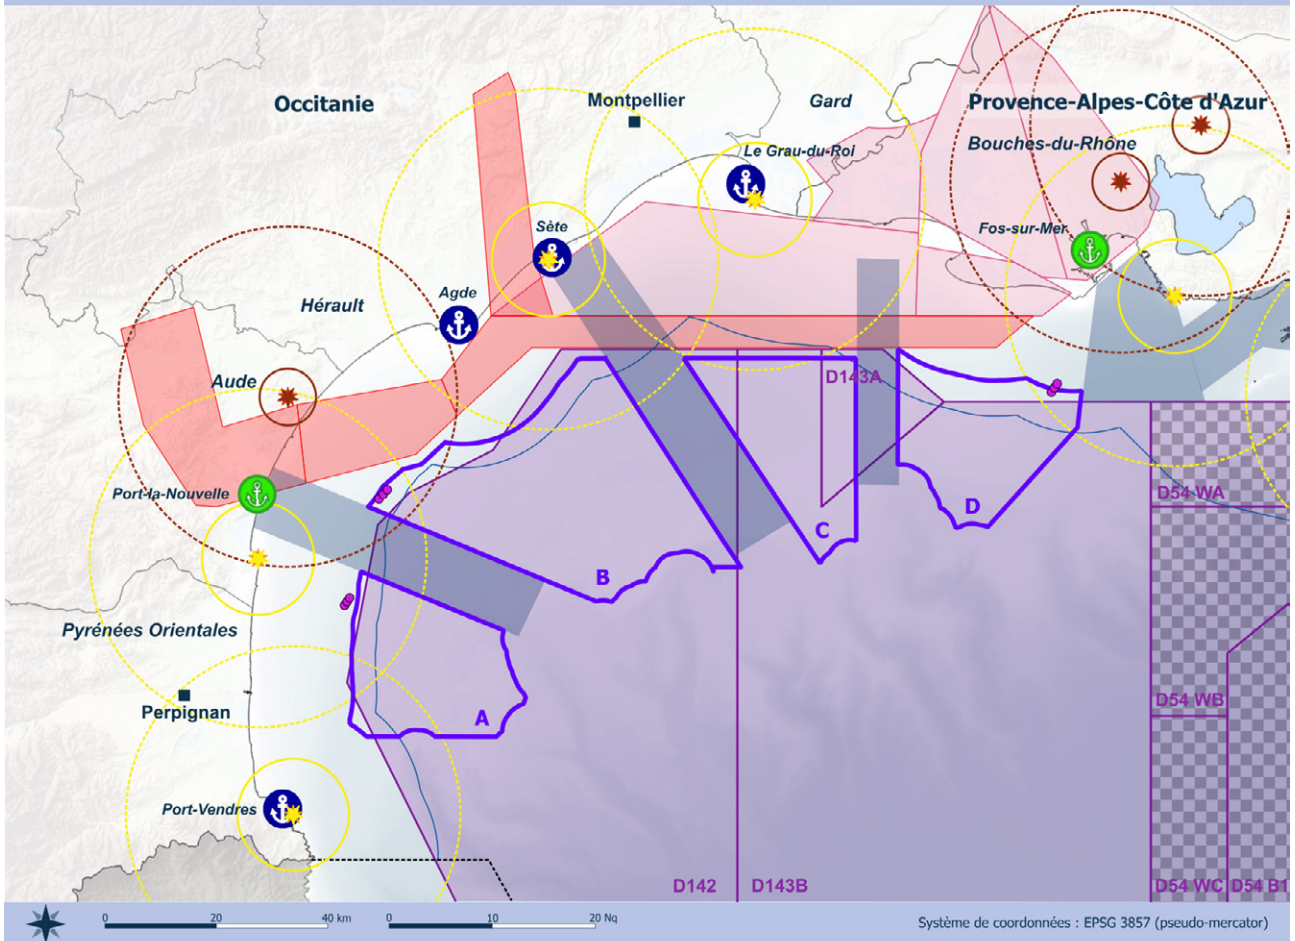 Occitanie
Montpellier
Gard
Provence-Alpes-Côte d'Azur
Bouches-du-Rhône
Le Grau-du-Roi
Sète
Fos-sur-Mer
Agde
Hérault
Aude
D143A
Port-la-Nouvelle
D54 WA
D
C
B
Pyrénées Orientales
D54 WB
Perpignan
A
Port-Vendres
D142
D143B
D54 WC
D54 B1
0
20
40 km
0
10
20 Nq
Système de coordonnées : EPSG 3857 (pseudo-mercator)